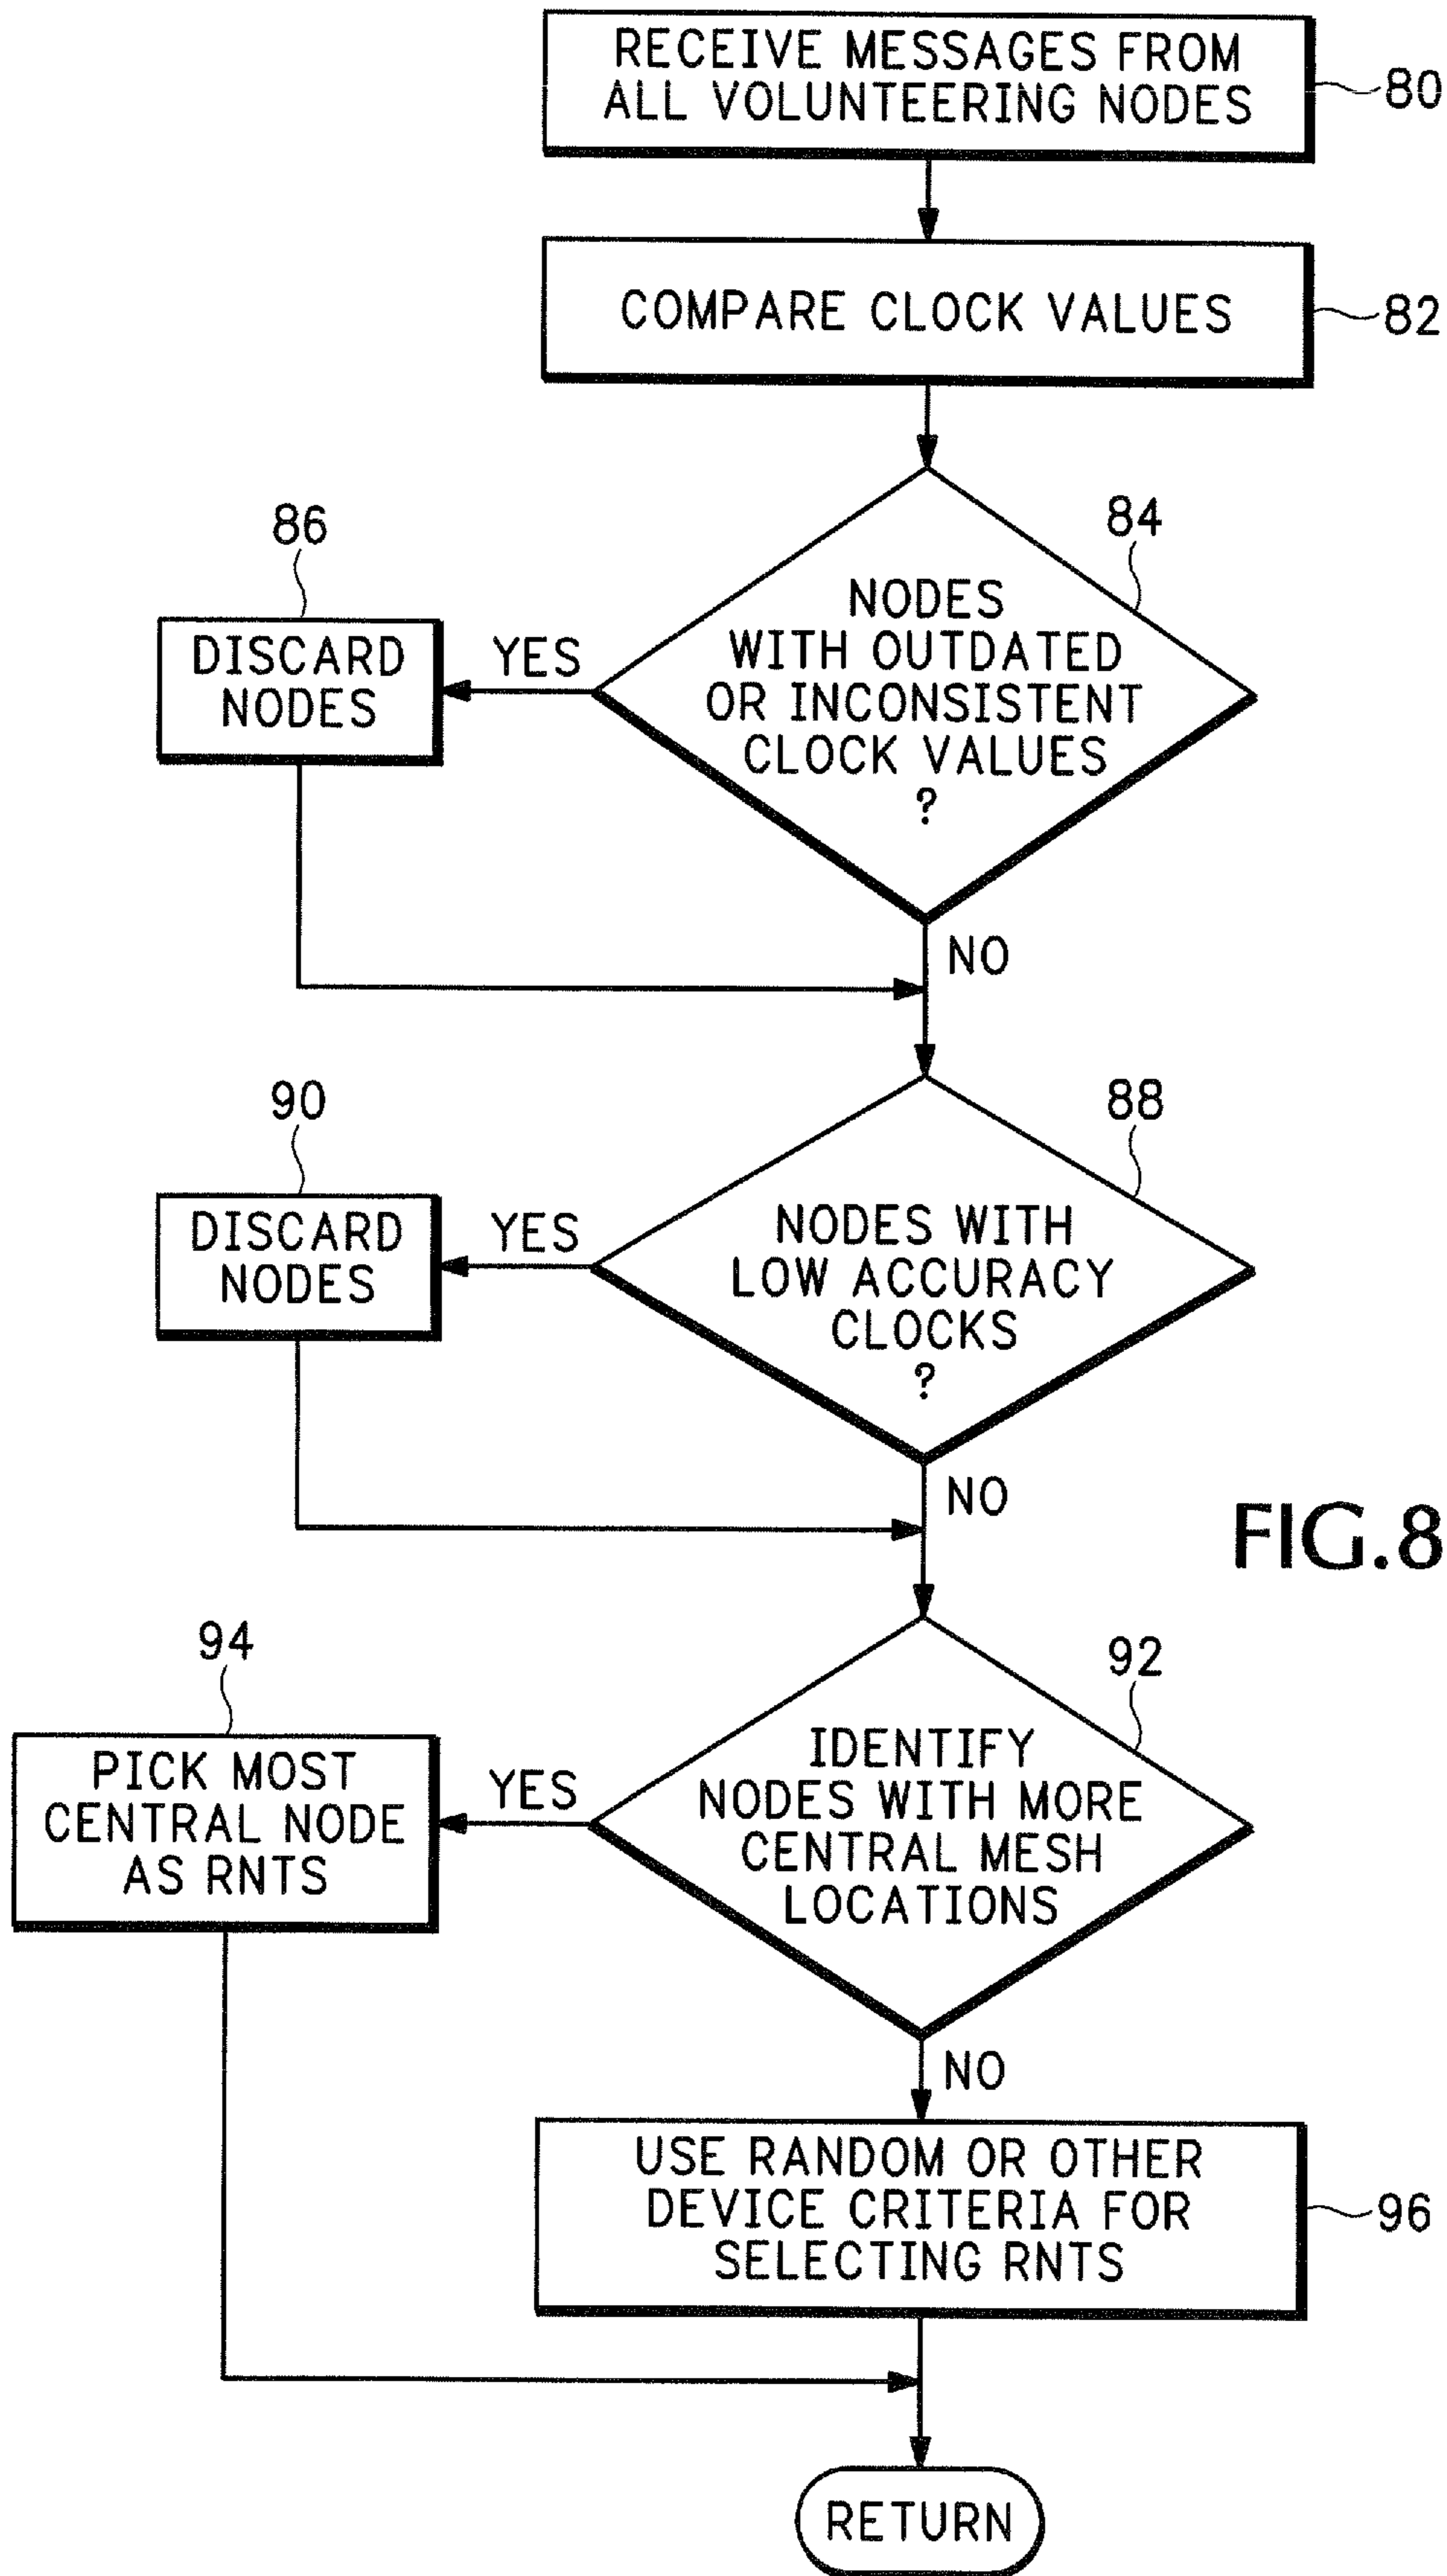 RECEIVE MESSAGES FROM
ALL VOLUNTEERING NODES
80
COMPARE CLOCK VALUES
82
84
NODES
WITH OUTDATED
OR INCONSISTENT
CLOCK VALUES
?
YES
86
DISCARD
NODES
NO
88
NODES WITH
LOW ACCURACY
CLOCKS
?
YES
90
DISCARD
NODES
NO
FIG.8
92
IDENTIFY
NODES WITH MORE
CENTRAL MESH
LOCATIONS
YES
94
PICK MOST
CENTRAL NODE
AS RNTS
NO
USE RANDOM OR OTHER
DEVICE CRITERIA FOR
SELECTING RNTS
96
RETURN